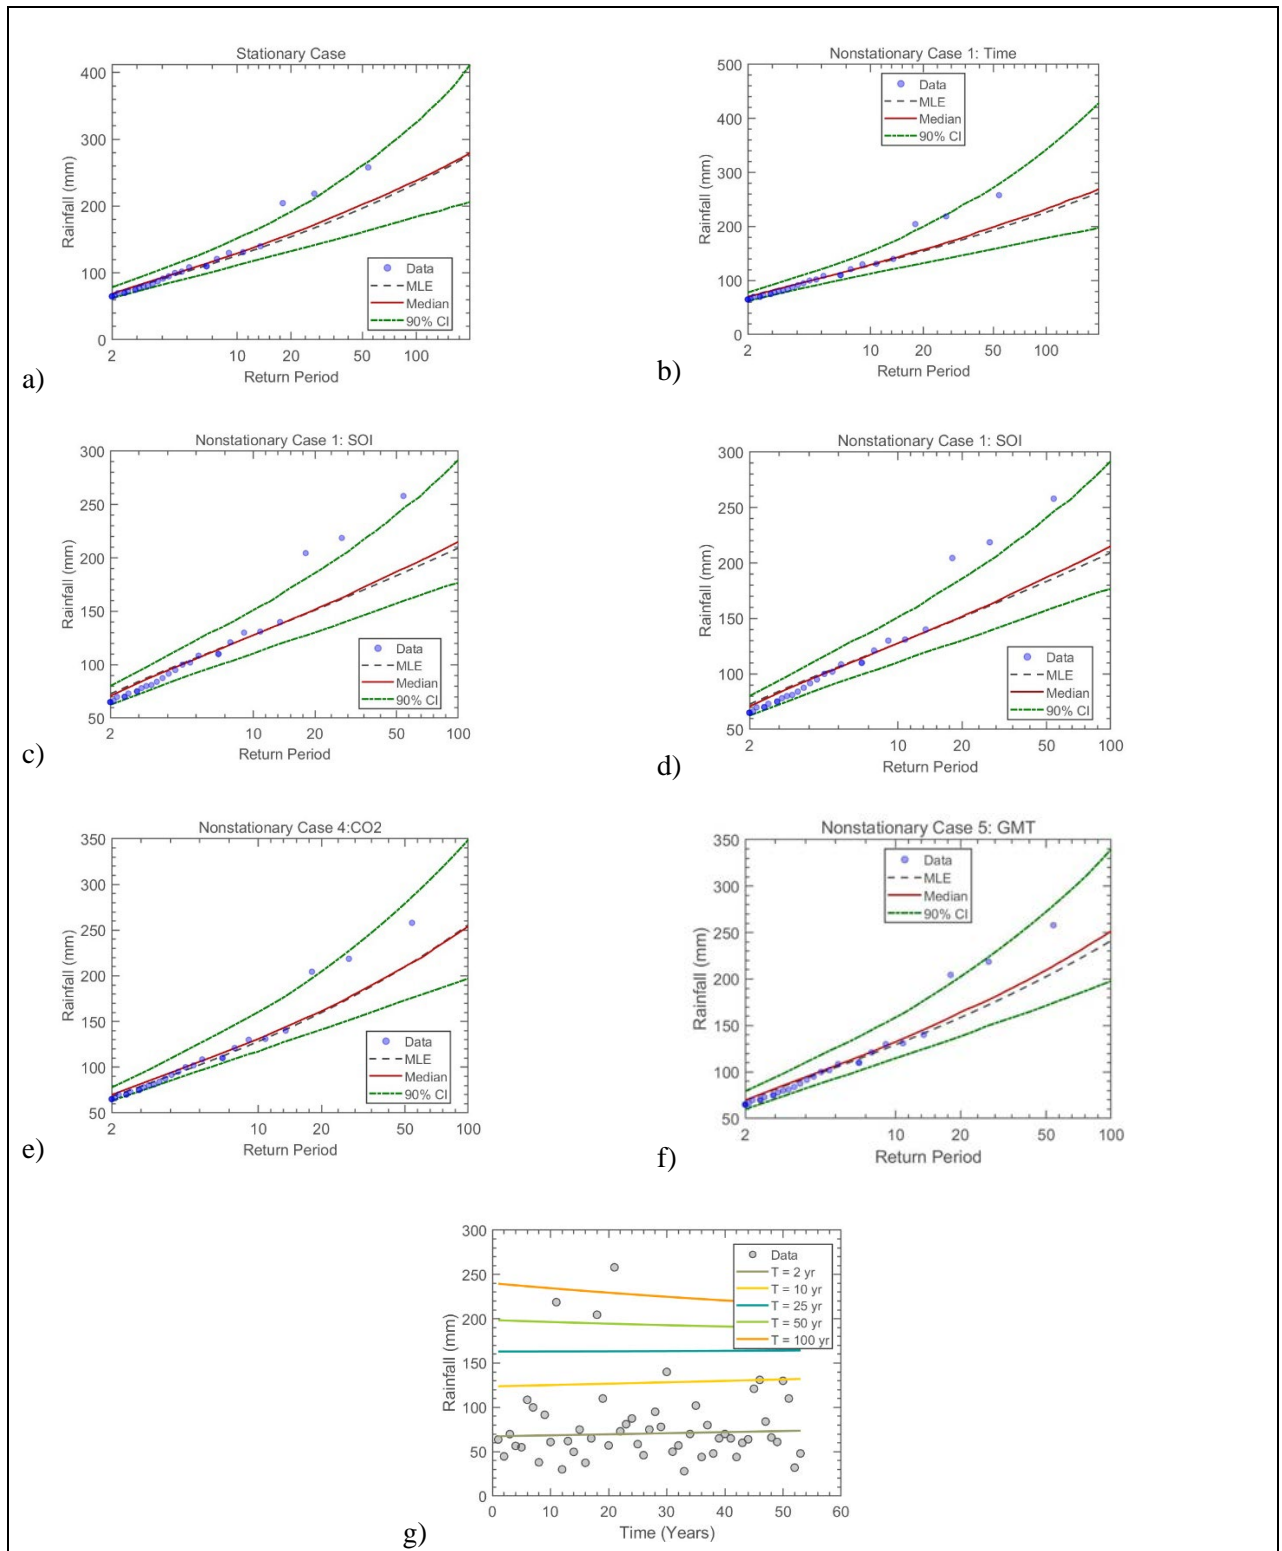 Stationary Case
400
300
200
100
0
Rainfall (mm)
Data
MLE
Median
90% CI
2
10
20
50
100
Return Period
a)
Nonstationary Case 1: Time
500
400
300
200
100
0
Rainfall (mm)
Data
MLE
Median
90% CI
2
10
20
50
100
Return Period
b)
Nonstationary Case 1: SOI
300
250
200
150
100
50
Rainfall (mm)
Data
MLE
Median
90% CI
2
10
20
50
100
Return Period
c)
Nonstationary Case 1: SOI
300
250
200
150
100
50
Rainfall (mm)
Data
MLE
Median
90% CI
2
10
20
50
100
Return Period
d)
Nonstationary Case 4:CO2
350
300
250
200
150
100
50
Rainfall (mm)
Data
MLE
Median
90% CI
2
10
20
50
100
Return Period
e)
Nonstationary Case 5: GMT
350
300
250
200
150
100
50
Rainfall (mm)
Data
MLE
Median
90% CI
2
10
20
50
100
Return Period
f)
300
250
200
150
100
50
0
Rainfall (mm)
Data
T = 2 yr
T = 10 yr
T = 25 yr
T = 50 yr
T = 100 yr
0
10
20
30
40
50
60
Time (Years)
g)